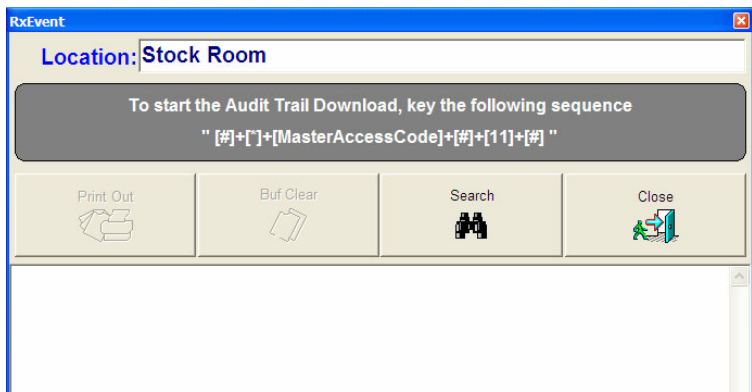 RxEvent
Location: Stock Room
To start the Audit Trail Download, key the following sequence
" [#]+[*]+[MasterAccessCode]+[#]+[11]+[#] "
Print Out
Buf Clear
Search
Close